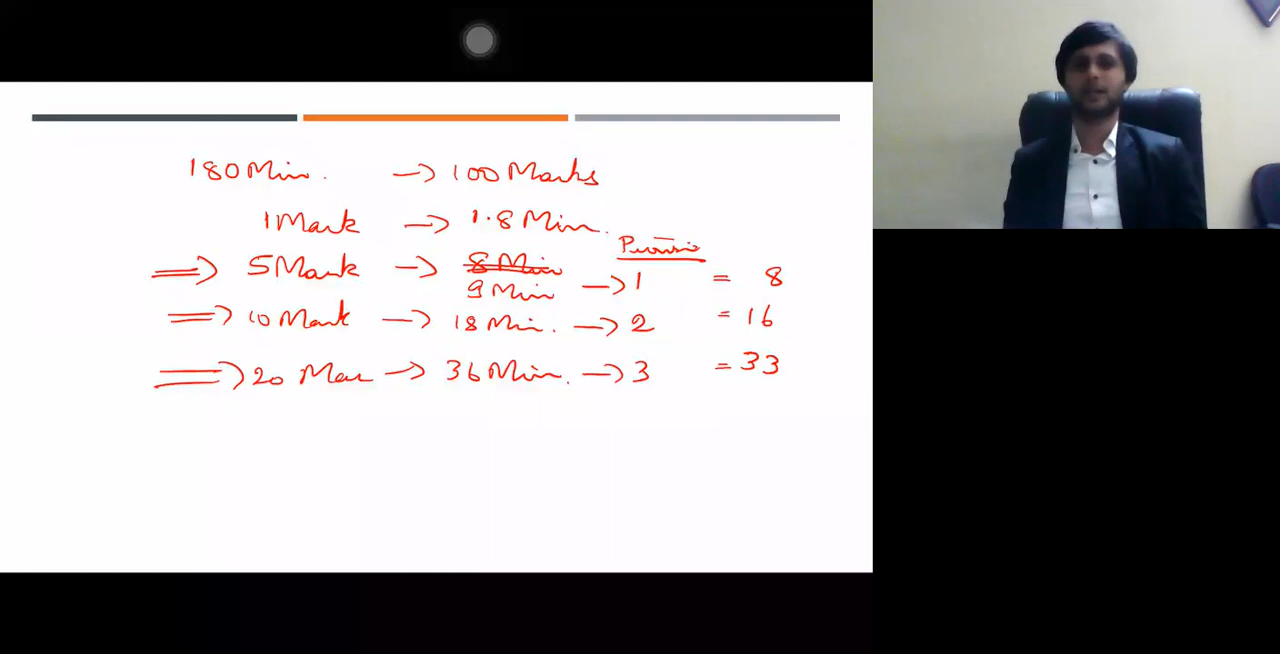 180 Min. → 100 Marks
1 Mark → 1.8 Min.
⇒ 5 Mark → 8 Min
9 Min → 1 = 8
⇒ 10 Mark → 18 Min. → 2 = 16
⇒ 20 Mar → 36 Min. → 3 = 33